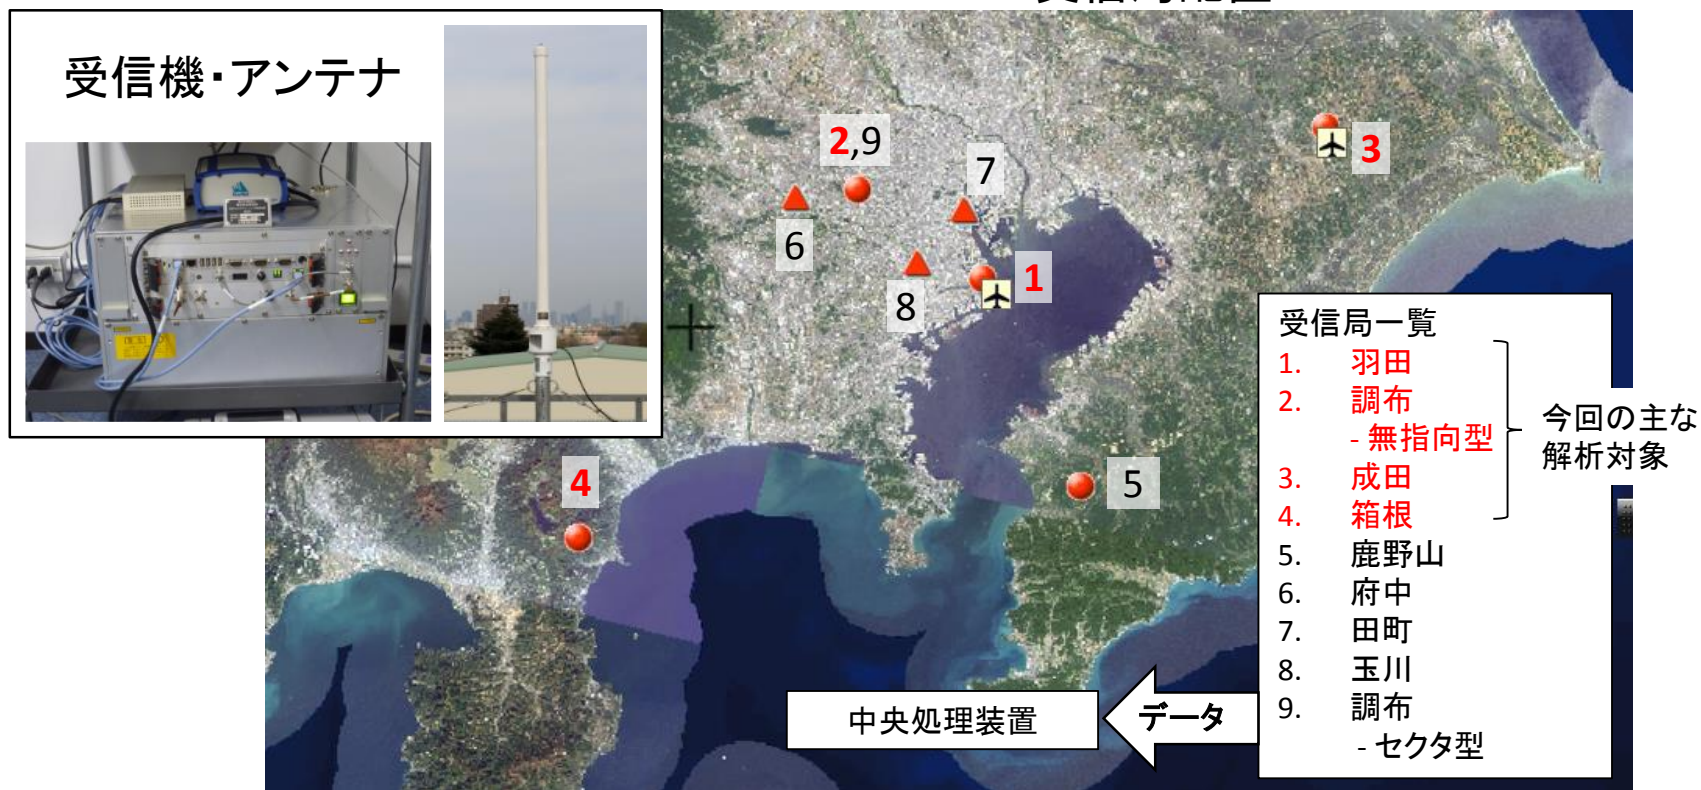 受信機・アンテナ
2,9
7
3
6
1
8
4
5
受信局一覧
1. 羽田
2. 調布
- 無指向型
3. 成田
4. 箱根
5. 鹿野山
6. 府中
7. 田町
8. 玉川
9. 調布
- セクタ型
今回の主な
解析対象
データ
中央処理装置